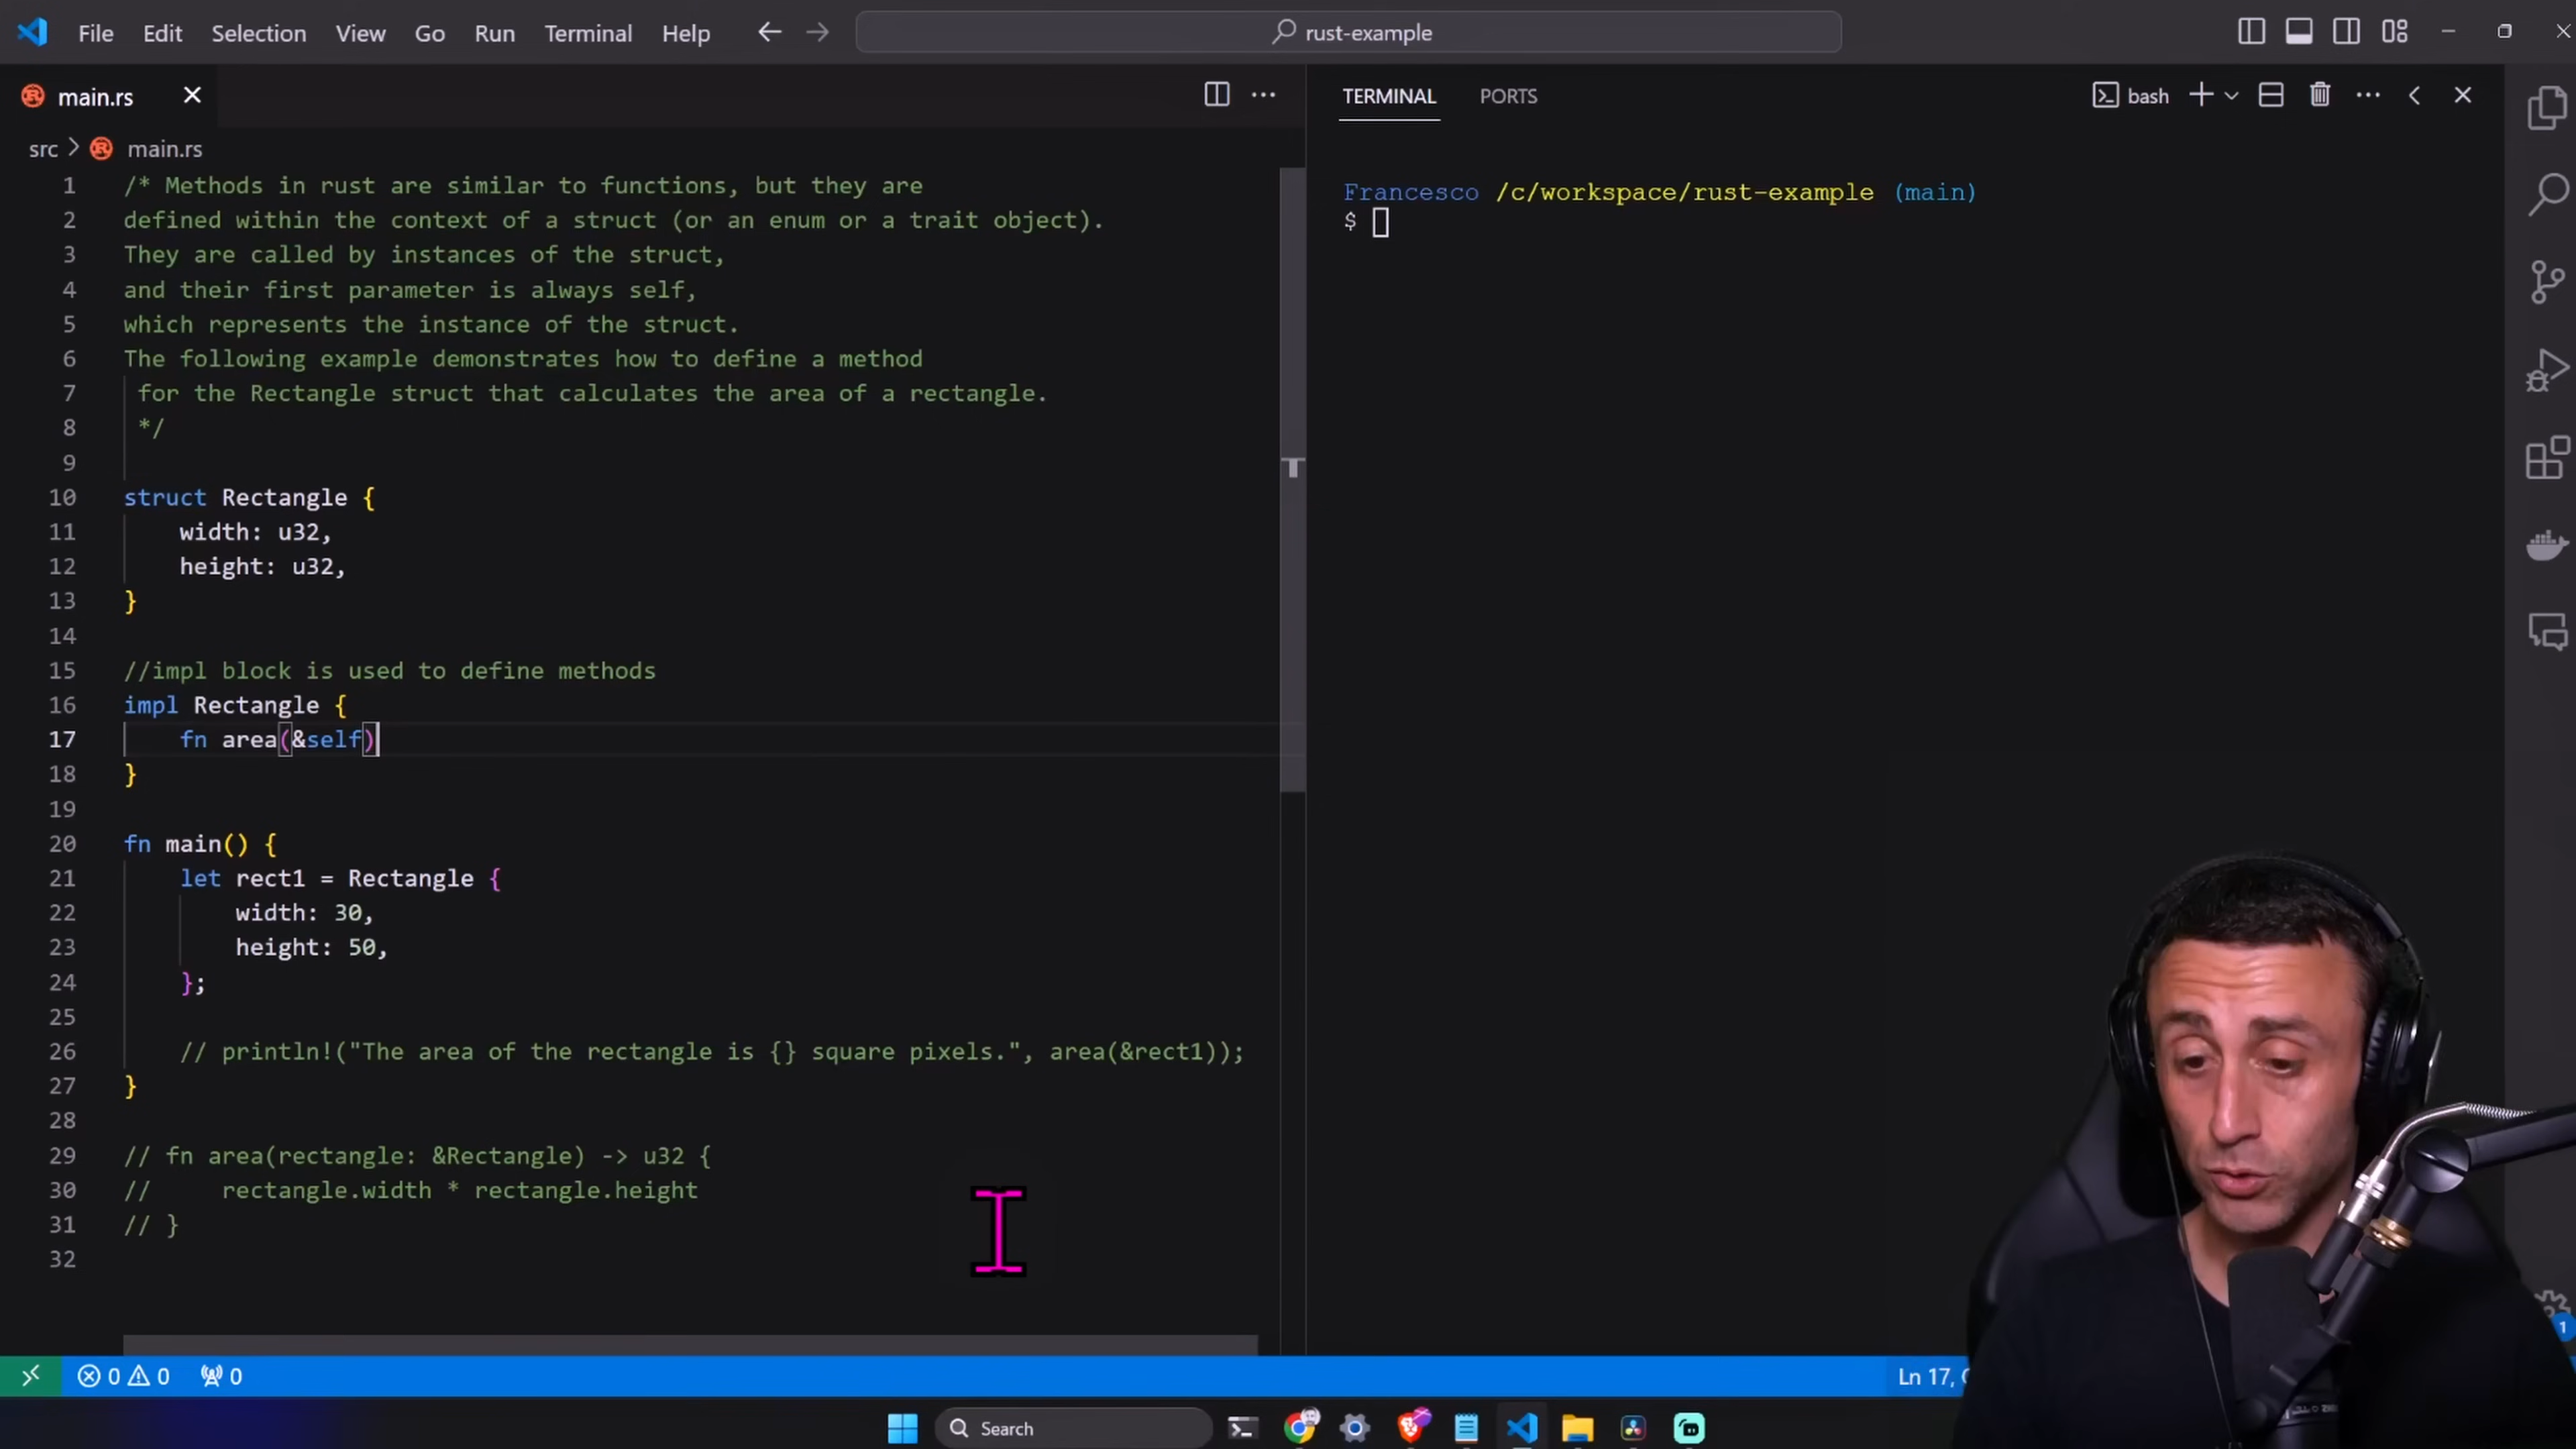 File Edit Selection View Go Run Terminal Help rust-example
main.rs
TERMINAL PORTS bash
src > main.rs
Francesco /c/workspace/rust-example (main)
$
1 /* Methods in rust are similar to functions, but they are
2 defined within the context of a struct (or an enum or a trait object).
3 They are called by instances of the struct,
4 and their first parameter is always self,
5 which represents the instance of the struct.
6 The following example demonstrates how to define a method
7 for the Rectangle struct that calculates the area of a rectangle.
8 */
9
10 struct Rectangle {
11 width: u32,
12 height: u32,
13 }
14
15 //impl block is used to define methods
16 impl Rectangle {
17 fn area(&self)
18 }
19
20 fn main() {
21 let rect1 = Rectangle {
22 width: 30,
23 height: 50,
24 };
25
26 // println!("The area of the rectangle is {} square pixels.", area(&rect1));
27 }
28
29 // fn area(rectangle: &Rectangle) -> u32 {
30 // rectangle.width * rectangle.height
31 // }
32
1
0 0 0 Ln 17,
Search